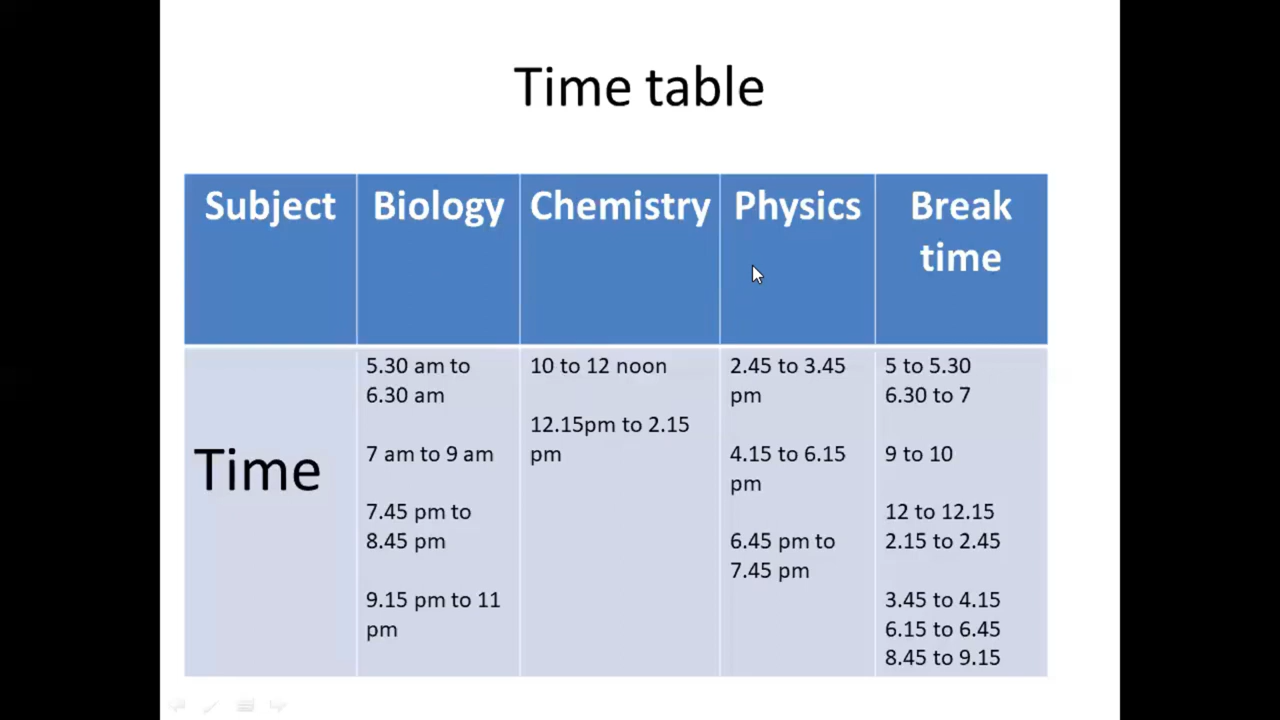 Time table
Subject
Biology
Chemistry
Physics
Break
time
Time
5.30 am to
6.30 am
7 am to 9 am
7.45 pm to
8.45 pm
9.15 pm to 11
pm
10 to 12 noon
12.15pm to 2.15
pm
2.45 to 3.45
pm
4.15 to 6.15
pm
6.45 pm to
7.45 pm
5 to 5.30
6.30 to 7
9 to 10
12 to 12.15
2.15 to 2.45
3.45 to 4.15
6.15 to 6.45
8.45 to 9.15